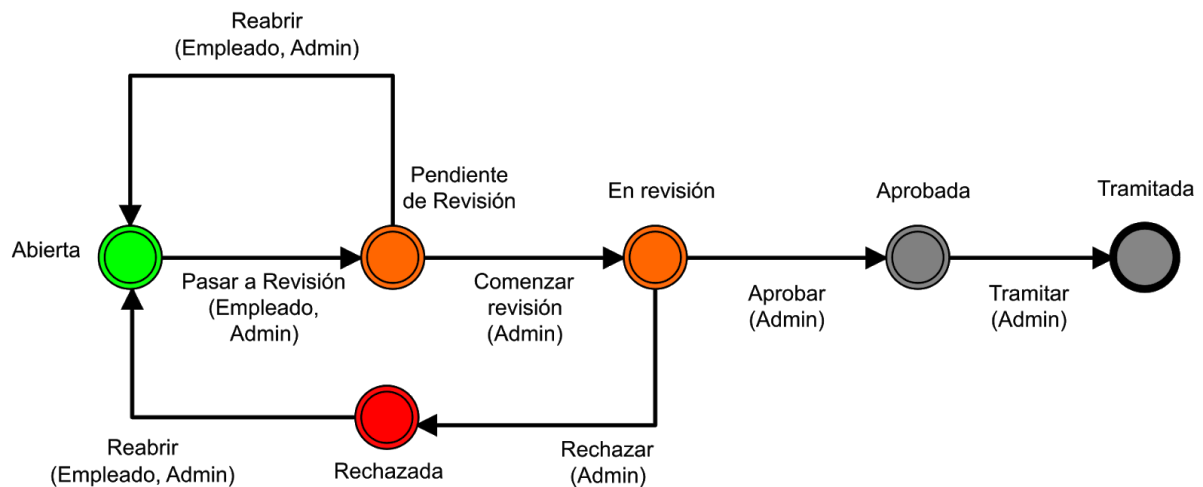 Reabrir
(Empleado, Admin)
Pendiente
de Revisión
En revisión
Aprobada
Tramitada
Abierta
Pasar a Revisión
(Empleado,
Admin)
Comenzar
revisión
(Admin)
Aprobar
(Admin)
Tramitar
(Admin)
Reabrir
(Empleado, Admin)
Rechazada
Rechazar
(Admin)